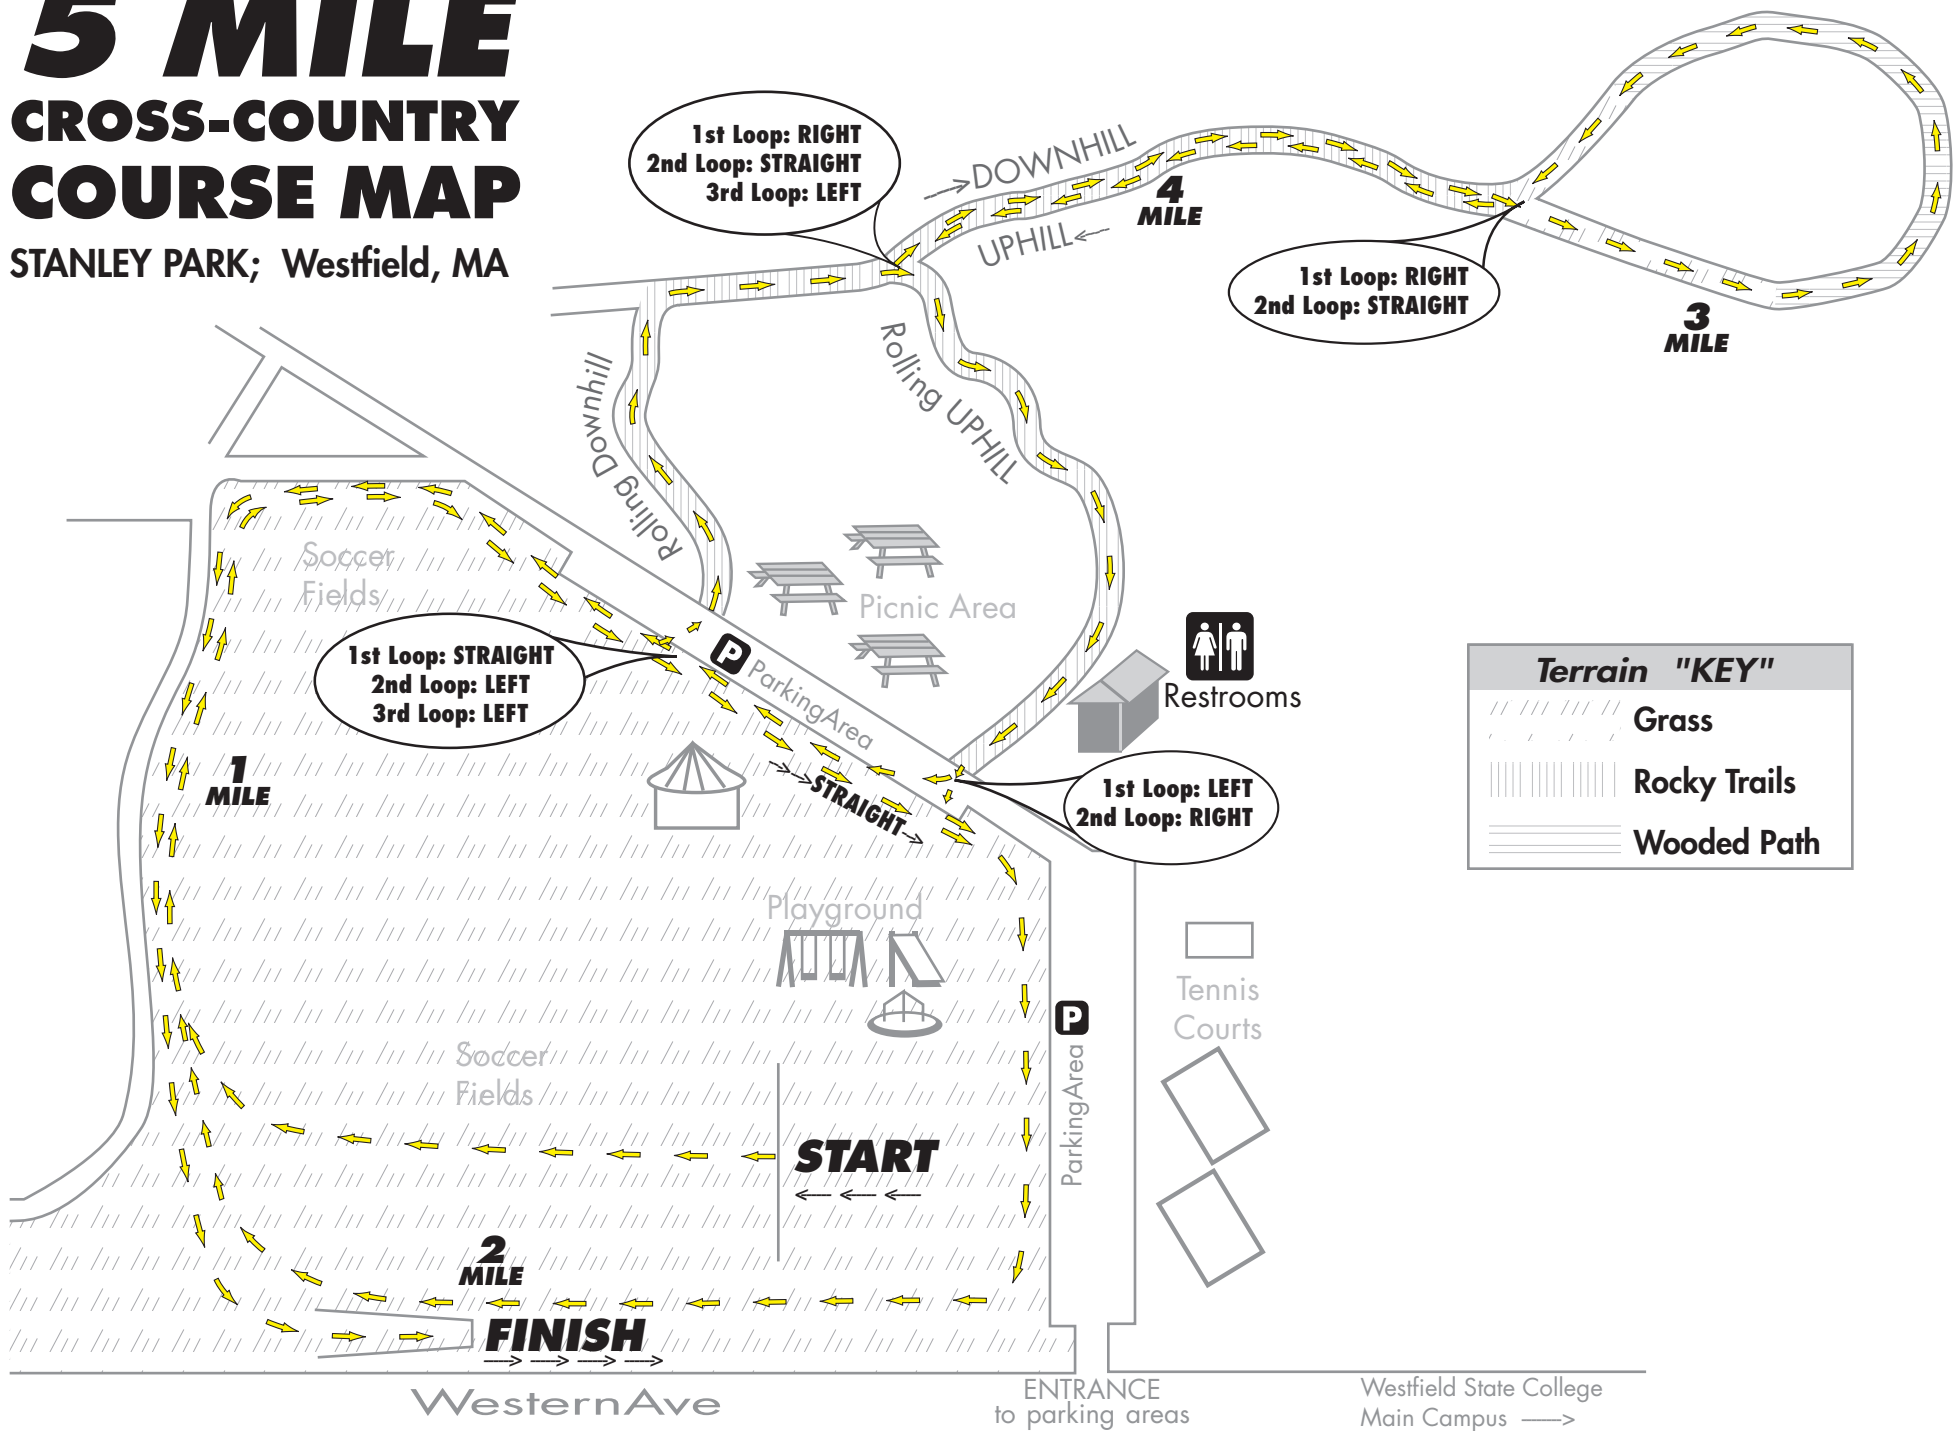 5 MILE
CROSS-COUNTRY
COURSE MAP
STANLEY PARK; Westfield, MA
1st Loop: RIGHT
2nd Loop: STRAIGHT
3rd Loop: LEFT
DOWNHILL
UPHILL
4
MILE
1st Loop: RIGHT
2nd Loop: STRAIGHT
3
MILE
Rolling Downhill
Rolling UPHILL
Soccer
Fields
Picnic Area
1st Loop: STRAIGHT
2nd Loop: LEFT
3rd Loop: LEFT
P
ParkingArea
Restrooms
Terrain "KEY"
Grass
Rocky Trails
Wooded Path
1
MILE
STRAIGHT
1st Loop: LEFT
2nd Loop: RIGHT
Playground
Tennis
Courts
P
ParkingArea
Soccer
Fields
START
2
MILE
FINISH
WesternAve
ENTRANCE
to parking areas
Westfield State College
Main Campus